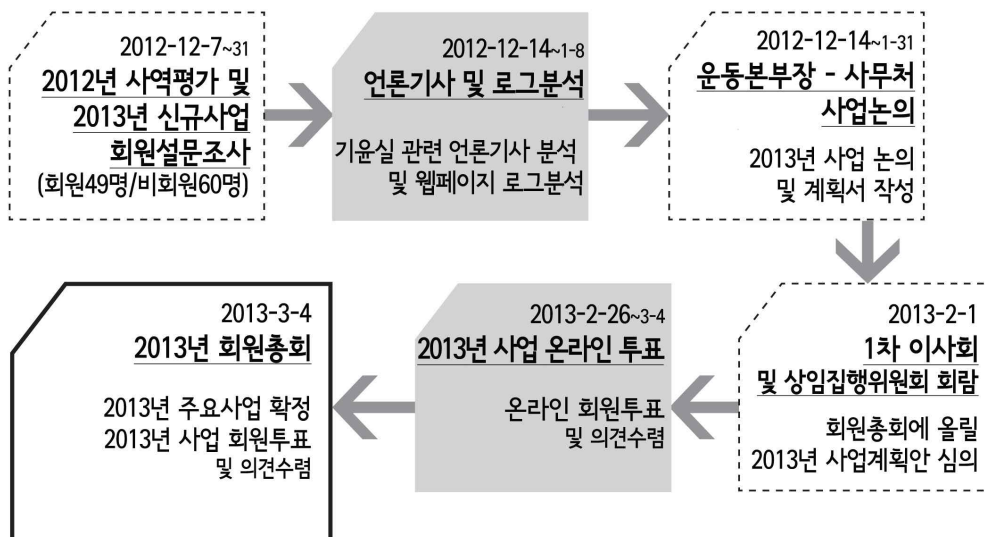 2012-12-7~31
2012년 사역평가 및
2013년 신규사업
회원설문조사
(회원49명/비회원60명)
2012-12-14~1-8
언론기사 및 로그분석
기윤실 관련 언론기사 분석
및 웹페이지 로그분석
2012-12-14~1-31
운동본부장 - 사무처
사업논의
2013년 사업 논의
및 계획서 작성
2013-2-1
1차 이사회
및 상임집행위원회 회람
회원총회에 올릴
2013년 사업계획안 심의
2013-2-26~3-4
2013년 사업 온라인 투표
온라인 회원투표
및 의견수렴
2013-3-4
2013년 회원총회
2013년 주요사업 확정
2013년 사업 회원투표
및 의견수렴